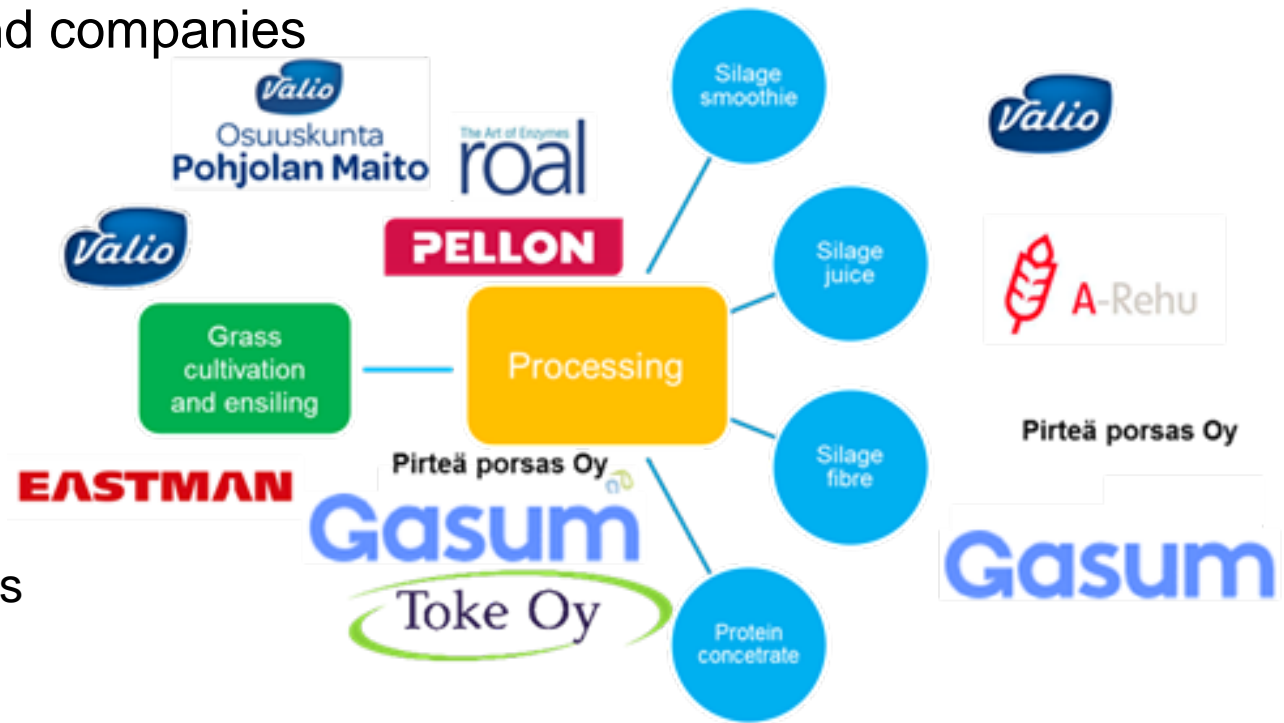 nd companies
Valio
Osuuskunta
Pohjolan Maito
The Art of Enzymes
roal
Valio
PELLON
Silage
smoothie
Valio
Silage
juice
A-Rehu
Grass
cultivation
and ensiling
Processing
Pirteä porsas Oy
Silage
fibre
EASTMAN
Pirteä porsas Oy
Gasum
Gasum
s
Toke Oy
Protein
concetrate